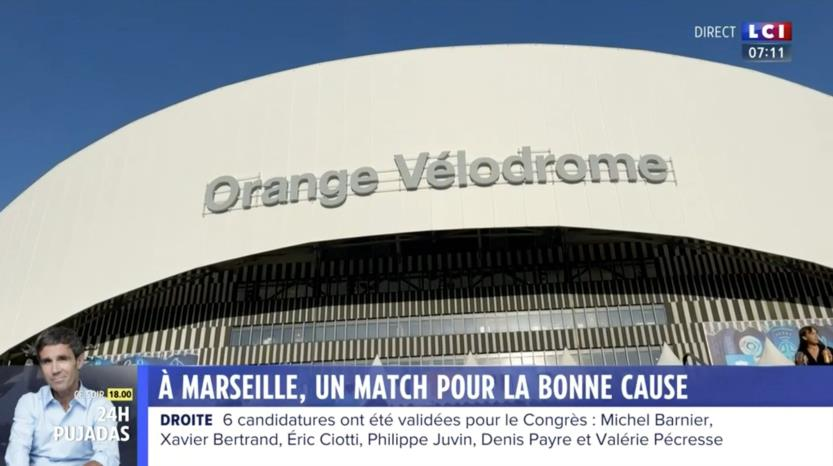 DIRECT LCI
07:11
Orange Vélodrome
À MARSEILLE, UN MATCH POUR LA BONNE CAUSE
CE SOIR 18.00
24H
PUJADAS
DROITE 6 candidatures ont été validées pour le Congrès : Michel Barnier,
Xavier Bertrand, Éric Ciotti, Philippe Juvin, Denis Payre et Valérie Pécresse